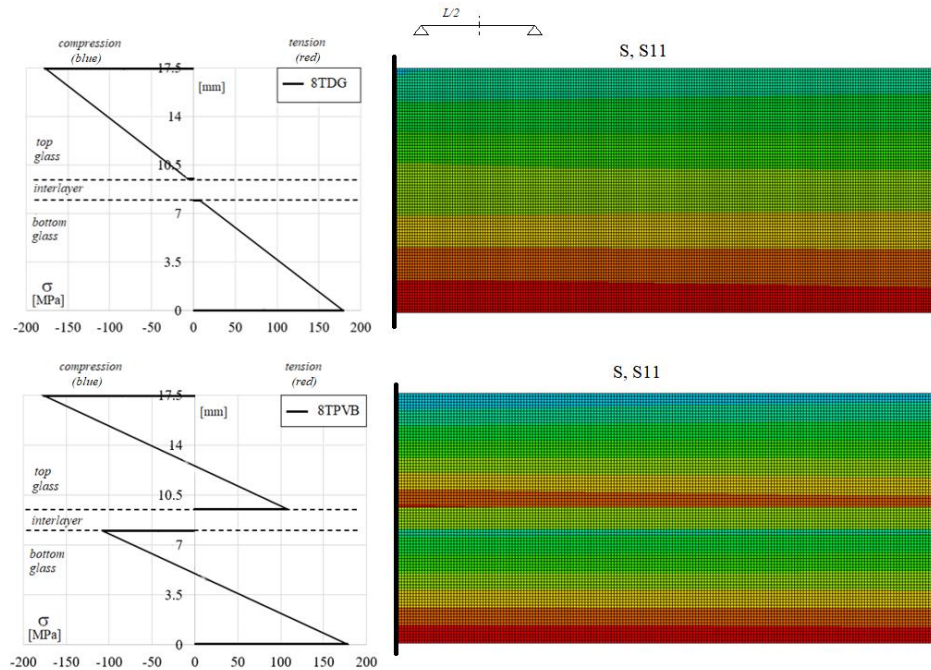 L/2
compression
(blue)
tension
(red)
S, S11
17.5
[mm]
8TDG
14
top
glass
10.5
interlayer
7
bottom
glass
3.5
σ
[MPa]
0
-200 -150 -100 -50 0 50 100 150 200
compression
(blue)
tension
(red)
S, S11
17.5
[mm]
8TPVB
14
top
glass
10.5
interlayer
7
bottom
glass
3.5
σ
[MPa]
0
-200 -150 -100 -50 0 50 100 150 200